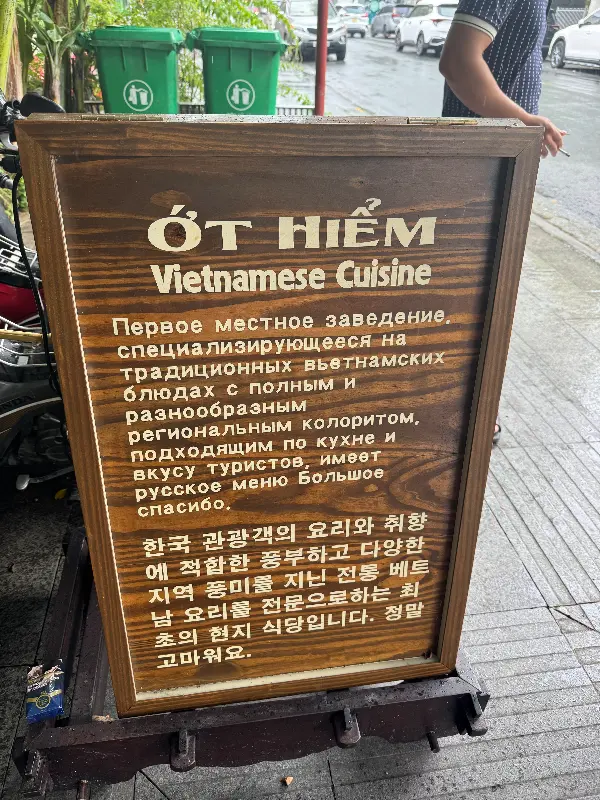 ỚT HIỂM
Vietnamese Cuisine
Первое местное заведение,
специализирующееся на
традиционных вьетнамских
блюдах с полным и
разнообразным
региональным колоритом,
подходящим по кухне и
вкусу туристов, имеет
русское меню Большое
спасибо.
한국 관광객의 요리와 취향
에 적합한 풍부하고 다양한
지역 풍미를 지닌 전통 베트
남 요리를 전문으로하는 최
초의 현지 식당입니다. 정말
고마워요.